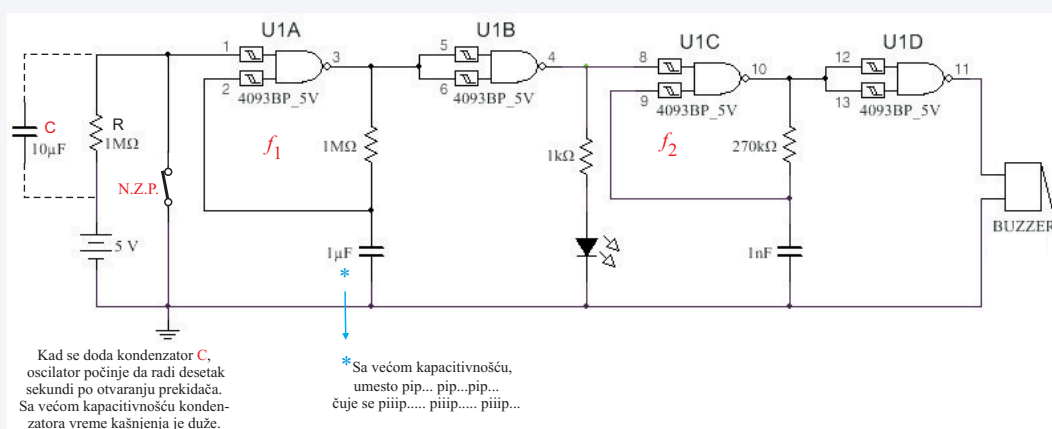 U1A
U1B
U1C
U1D
1
2
3
4093BP_5V
5
6
4
4093BP_5V
8
9
10
4093BP_5V
12
13
11
4093BP_5V
C
10µF
R
1MΩ
N.Z.P.
5 V
f1
1MΩ
1µF
*
1kΩ
f2
270kΩ
1nF
BUZZER
Kad se doda kondenzator C,
oscilator počinje da radi desetak
sekundi po otvaranju prekidača.
Sa većom kapacitivnošću konden-
zatora vreme kašnjenja je duže.
*Sa većom kapacitivnošću,
umesto pip... pip...pip...
čuje se piiip..... piiip..... piiip...